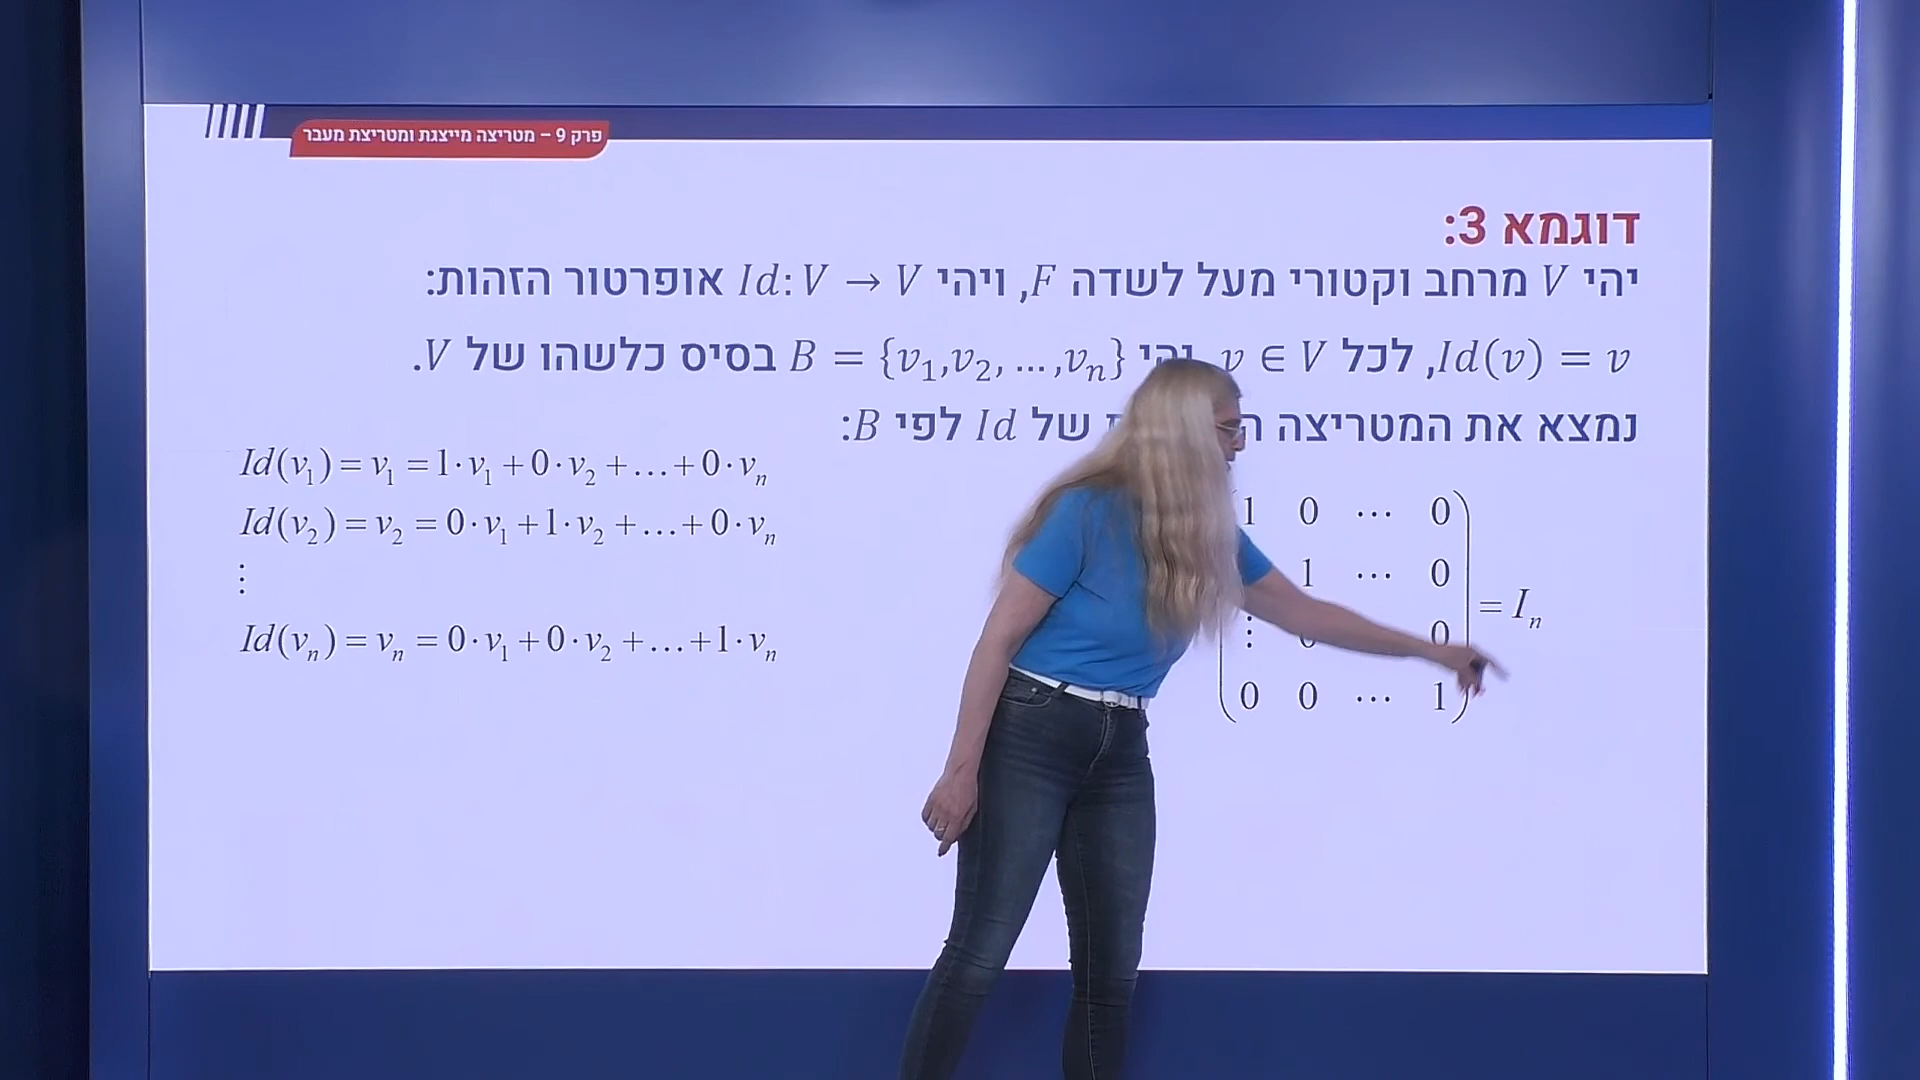 פרק 9 – מטריצה מייצגת ומטריצת מעבר
דוגמא 3:
יהי V מרחב וקטורי מעל לשדה F, ויהי Id: V → V אופרטור הזהות:
Id(v) = v, לכל v ∈ V, ויהי B = {v₁,v₂, … ,vₙ} בסיס כלשהו של V.
נמצא את המטריצה של Id לפי B:
Id(v₁) = v₁ = 1·v₁ + 0·v₂ + … + 0·vₙ
Id(v₂) = v₂ = 0·v₁ + 1·v₂ + … + 0·vₙ
⋮
Id(vₙ) = vₙ = 0·v₁ + 0·v₂ + … + 1·vₙ
1 0 ⋯ 0
1 ⋯ 0
⋮ 0 0
0 0 ⋯ 1
= Iₙ